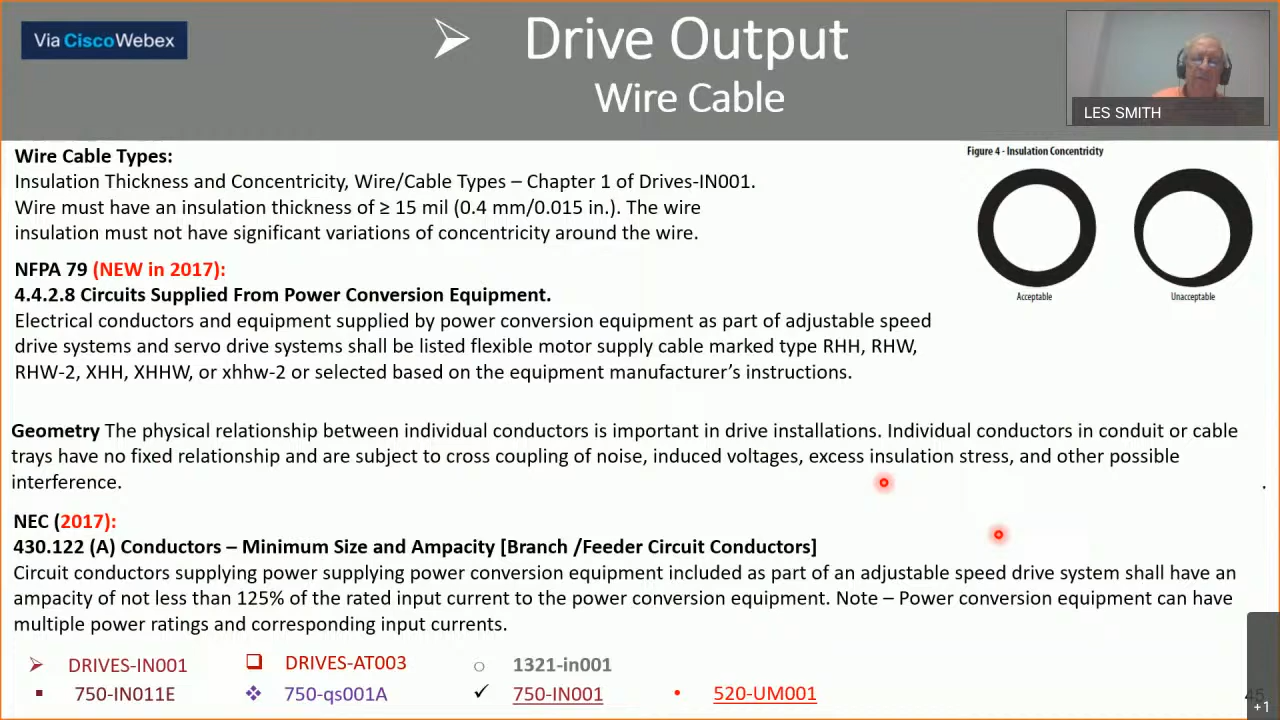 Via CiscoWebex
➢ Drive Output
Wire Cable
LES SMITH
Wire Cable Types:
Insulation Thickness and Concentricity, Wire/Cable Types – Chapter 1 of Drives-IN001.
Wire must have an insulation thickness of ≥ 15 mil (0.4 mm/0.015 in.). The wire
insulation must not have significant variations of concentricity around the wire.
Figure 4 - Insulation Concentricity
Acceptable
Unacceptable
NFPA 79 (NEW in 2017):
4.4.2.8 Circuits Supplied From Power Conversion Equipment.
Electrical conductors and equipment supplied by power conversion equipment as part of adjustable speed
drive systems and servo drive systems shall be listed flexible motor supply cable marked type RHH, RHW,
RHW-2, XHH, XHHW, or xhhw-2 or selected based on the equipment manufacturer’s instructions.
Geometry The physical relationship between individual conductors is important in drive installations. Individual conductors in conduit or cable
trays have no fixed relationship and are subject to cross coupling of noise, induced voltages, excess insulation stress, and other possible
interference. .
NEC (2017):
430.122 (A) Conductors – Minimum Size and Ampacity [Branch /Feeder Circuit Conductors]
Circuit conductors supplying power supplying power conversion equipment included as part of an adjustable speed drive system shall have an
ampacity of not less than 125% of the rated input current to the power conversion equipment. Note – Power conversion equipment can have
multiple power ratings and corresponding input currents.
➢ DRIVES-IN001 ❑ DRIVES-AT003 ○ 1321-in001
▪ 750-IN011E ❖ 750-qs001A ✓ 750-IN001 • 520-UM001
45
+1